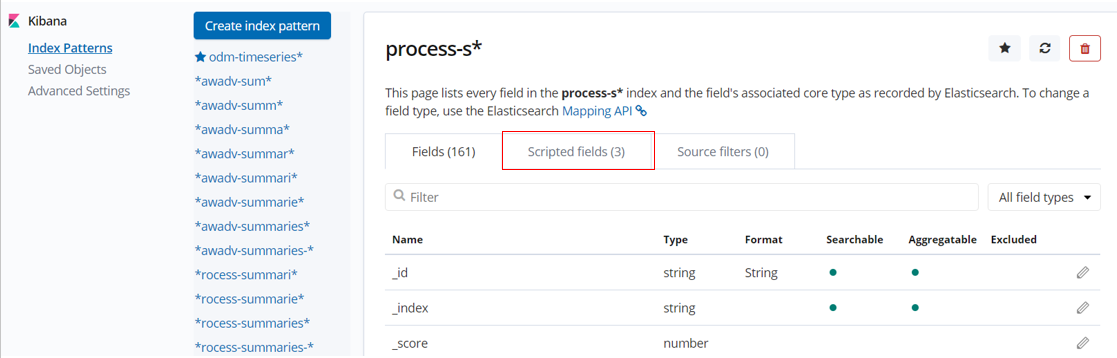 Kibana
Index Patterns
Saved Objects
Advanced Settings
Create index pattern
odm-timeseries*
*awadv-sum*
*awadv-summ*
*awadv-summa*
*awadv-summar*
*awadv-summari*
*awadv-summarie*
*awadv-summaries*
*awadv-summaries-*
*rocess-summari*
*rocess-summarie*
*rocess-summaries*
*rocess-summaries-*
process-s*
This page lists every field in the process-s* index and the field's associated core type as recorded by Elasticsearch. To change a
field type, use the Elasticsearch Mapping API
Fields (161) Scripted fields (3) Source filters (0)
Filter All field types
Name Type Format Searchable Aggregatable Excluded
_id string String
_index string
_score number